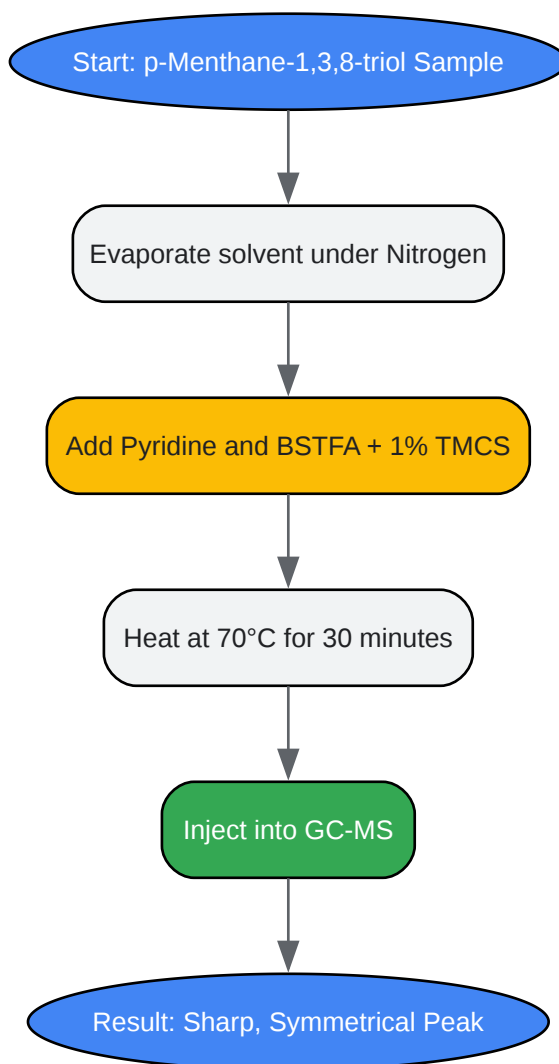 Start: p-Menthane-1,3,8-triol Sample
Evaporate solvent under Nitrogen
Add Pyridine and BSTFA + 1% TMCS
Heat at 70°C for 30 minutes
Inject into GC-MS
Result: Sharp, Symmetrical Peak